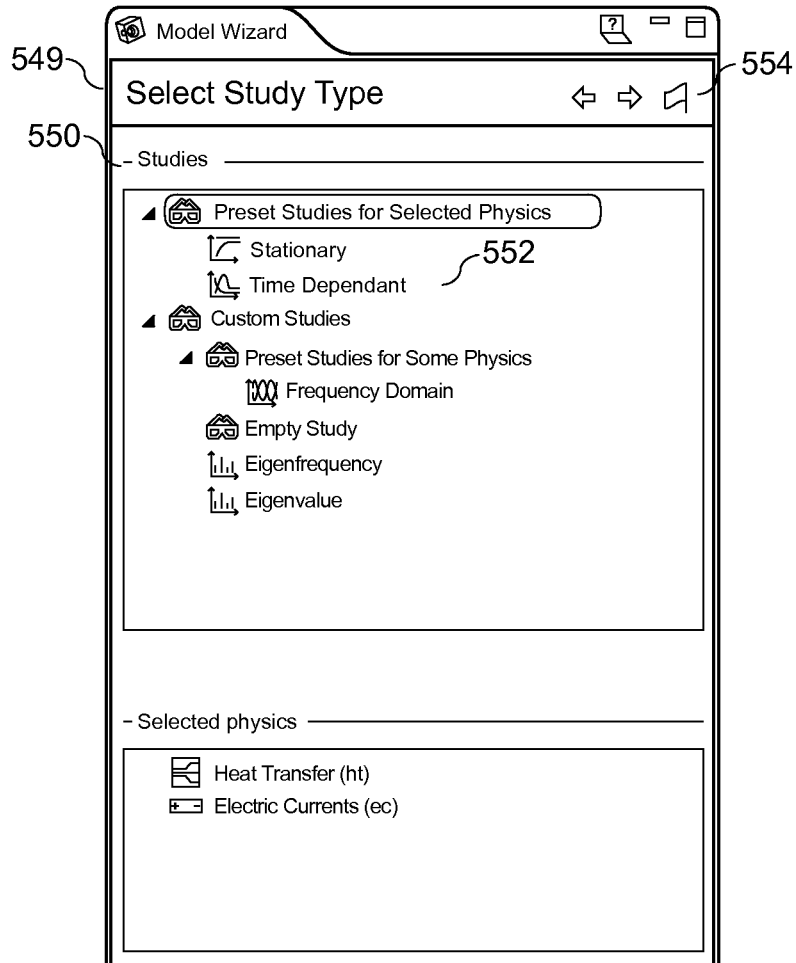 Model Wizard ?
549
Select Study Type
554
550
Studies
Preset Studies for Selected Physics
Stationary
552
Time Dependant
Custom Studies
Preset Studies for Some Physics
Frequency Domain
Empty Study
Eigenfrequency
Eigenvalue
Selected physics
Heat Transfer (ht)
Electric Currents (ec)